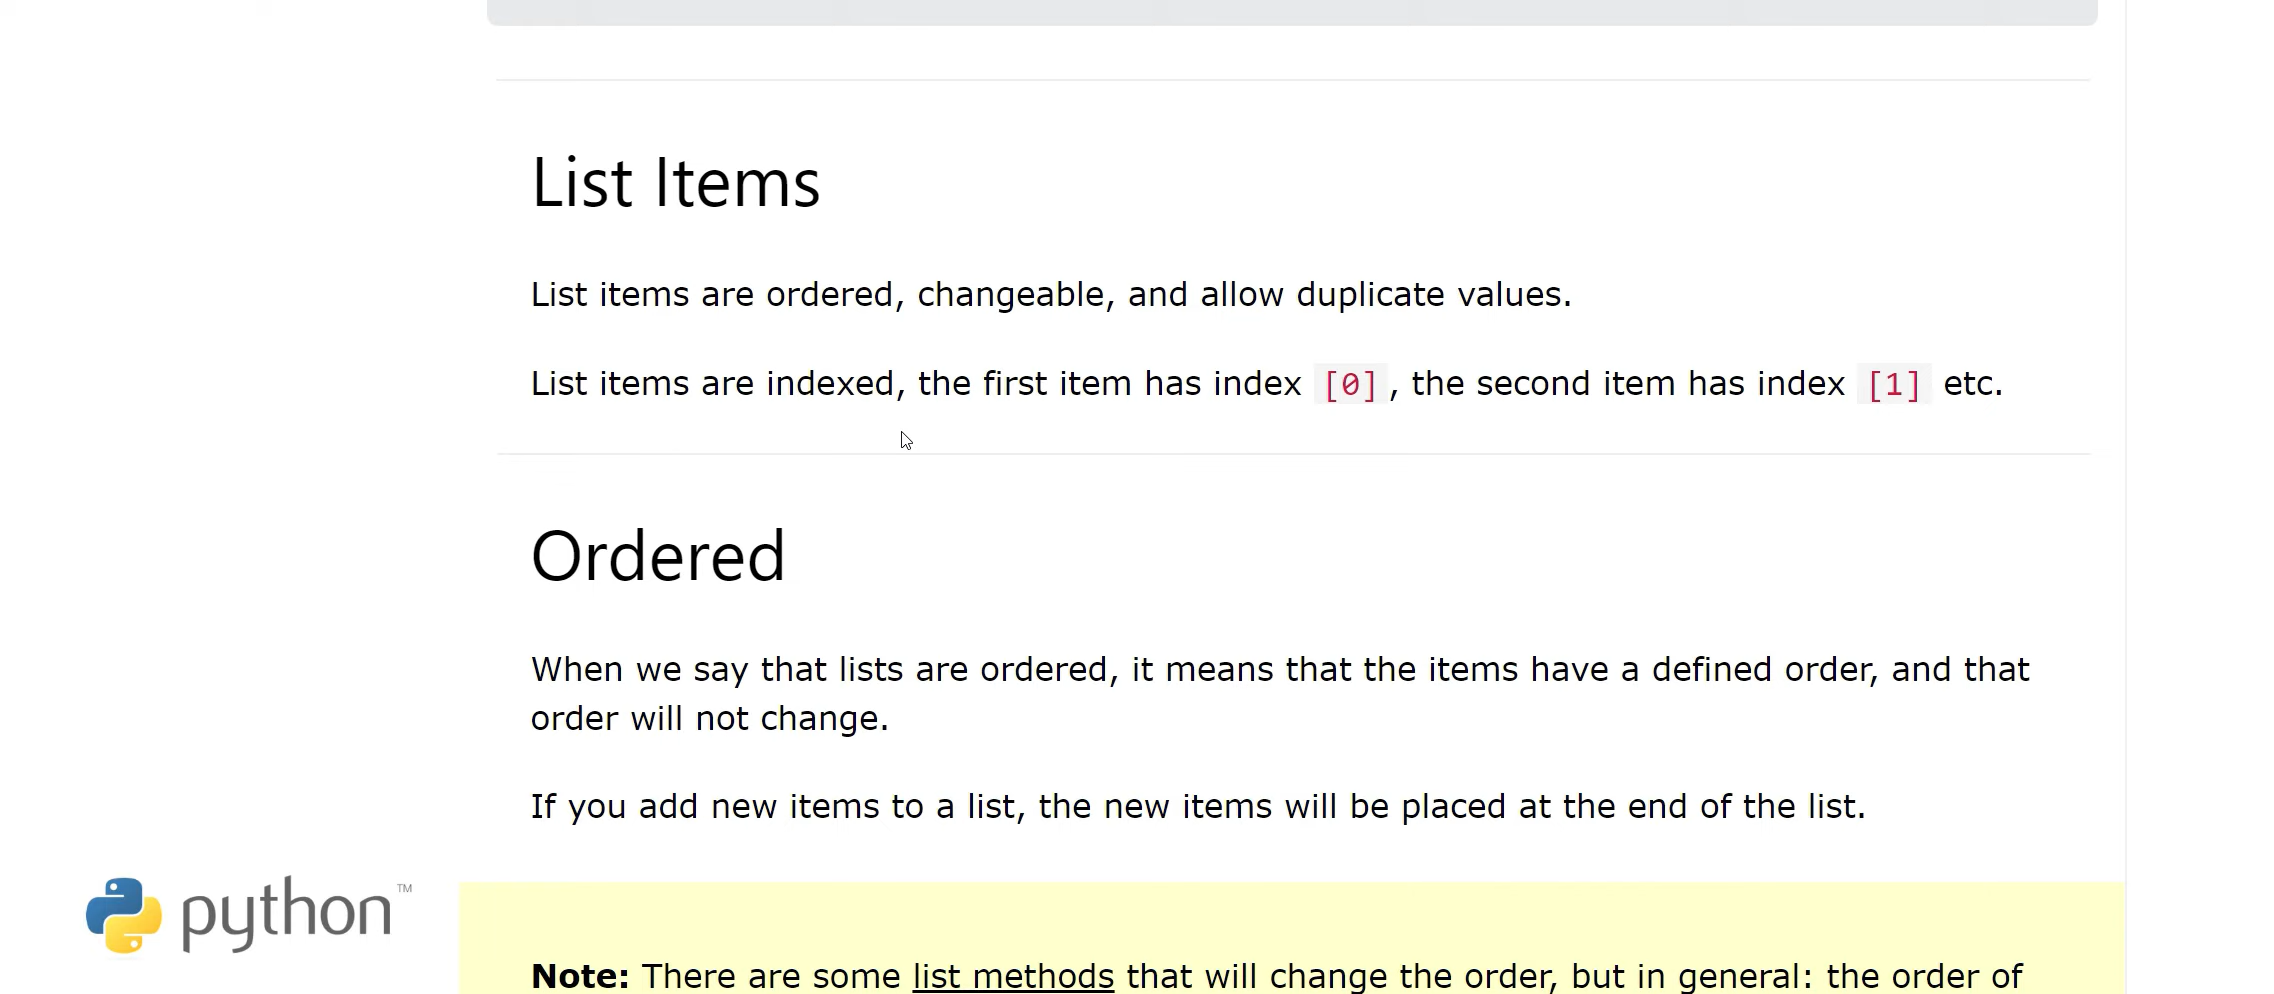 List Items
List items are ordered, changeable, and allow duplicate values.
List items are indexed, the first item has index [0], the second item has index [1] etc.
Ordered
When we say that lists are ordered, it means that the items have a defined order, and that
order will not change.
If you add new items to a list, the new items will be placed at the end of the list.
python™
Note: There are some list methods that will change the order, but in general: the order of